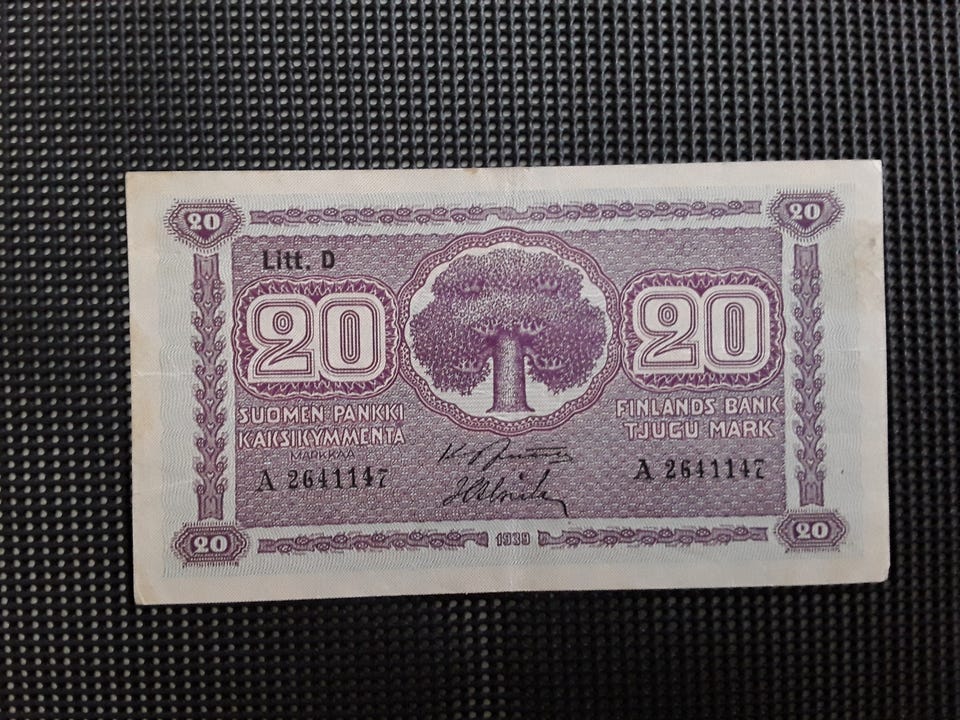 20 20
Litt. D
20 20
SUOMEN PANKKI FINLANDS BANK
KAKSIKYMMENTÄ TJUGU MARK
MARKKAA
A 2641147 A 2641147
20 1939 20